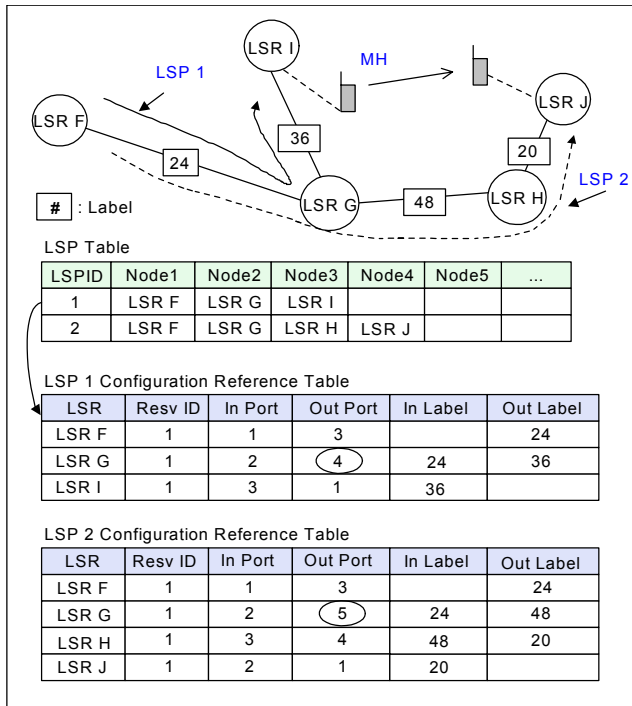 LSR I
MH
LSP 1
LSR J
LSR F
36
20
24
LSP 2
LSR G
48
LSR H
# : Label
LSP Table
LSPID Node1 Node2 Node3 Node4 Node5 ...
1 LSR F LSR G LSR I
2 LSR F LSR G LSR H LSR J
LSP 1 Configuration Reference Table
LSR Resv ID In Port Out Port In Label Out Label
LSR F 1 1 3 24
LSR G 1 2 4 24 36
LSR I 1 3 1 36
LSP 2 Configuration Reference Table
LSR Resv ID In Port Out Port In Label Out Label
LSR F 1 1 3 24
LSR G 1 2 5 24 48
LSR H 1 3 4 48 20
LSR J 1 2 1 20